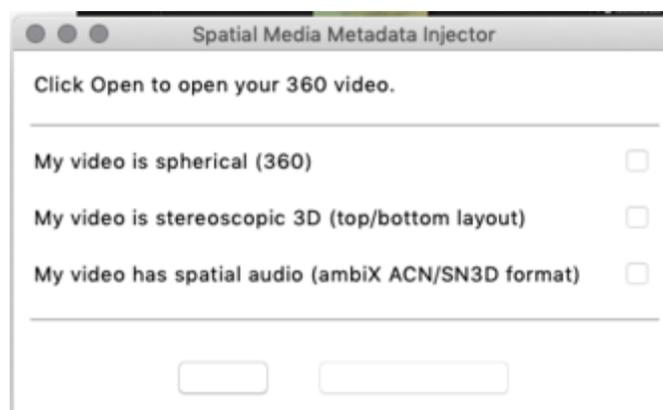 Spatial Media Metadata Injector
Click Open to open your 360 video.
My video is spherical (360)
My video is stereoscopic 3D (top/bottom layout)
My video has spatial audio (ambiX ACN/SN3D format)